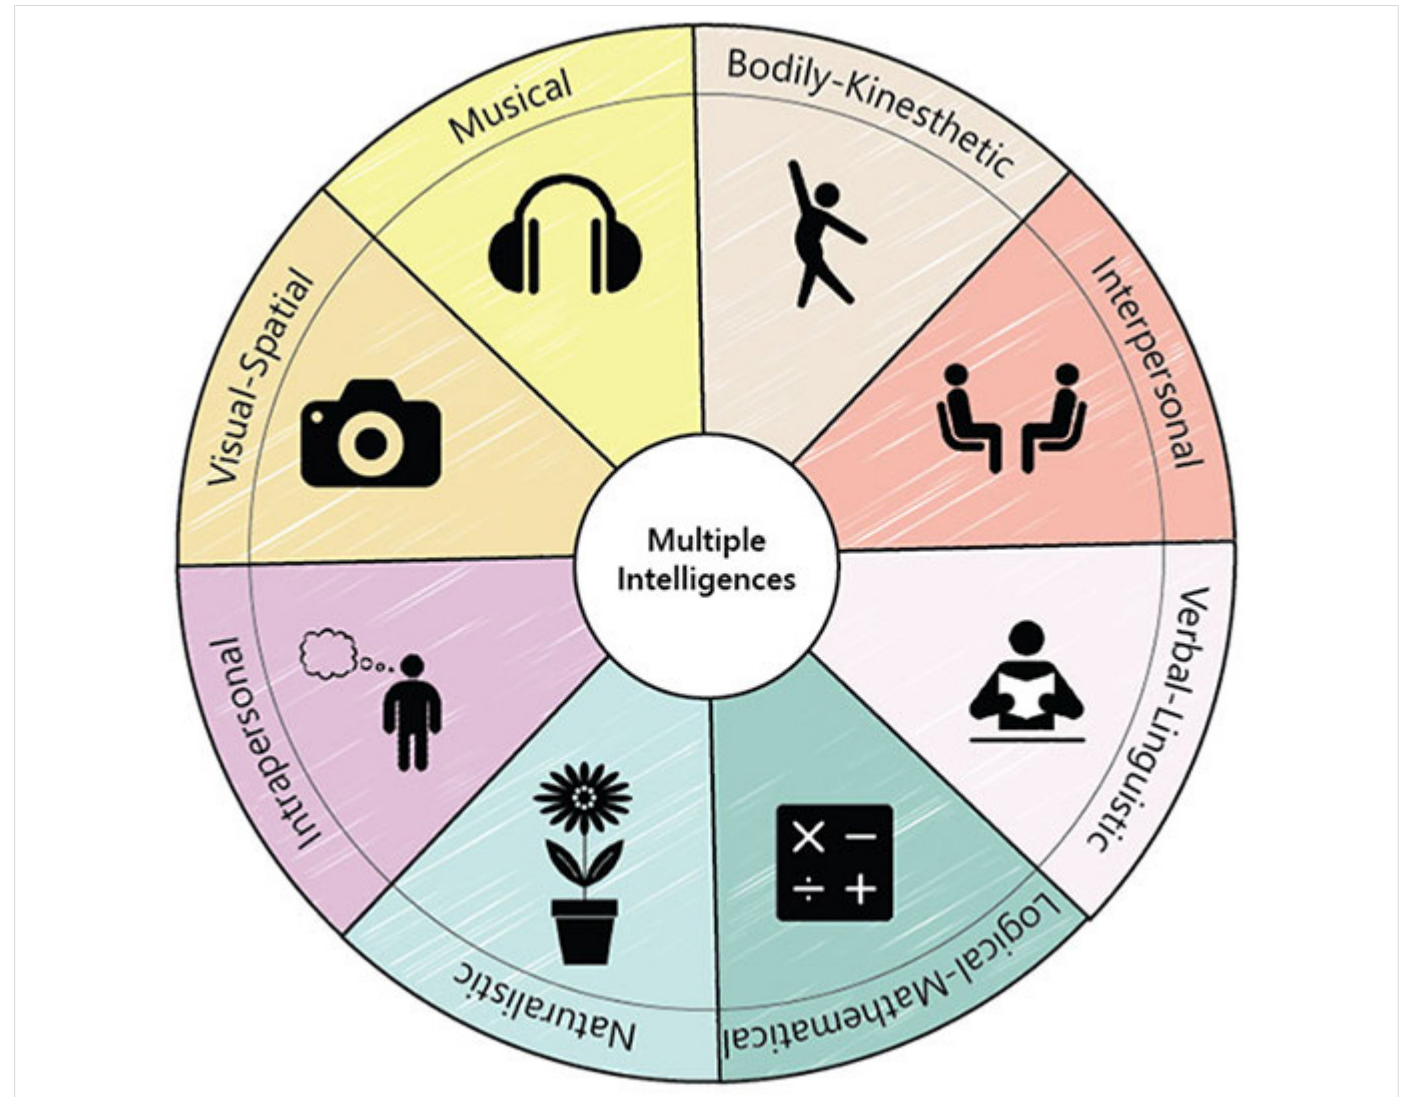 Musical
Bodily-Kinesthetic
Interpersonal
Verbal-Linguistic
Logical-Mathematical
Naturalistic
Intrapersonal
Visual-Spatial
Multiple
Intelligences